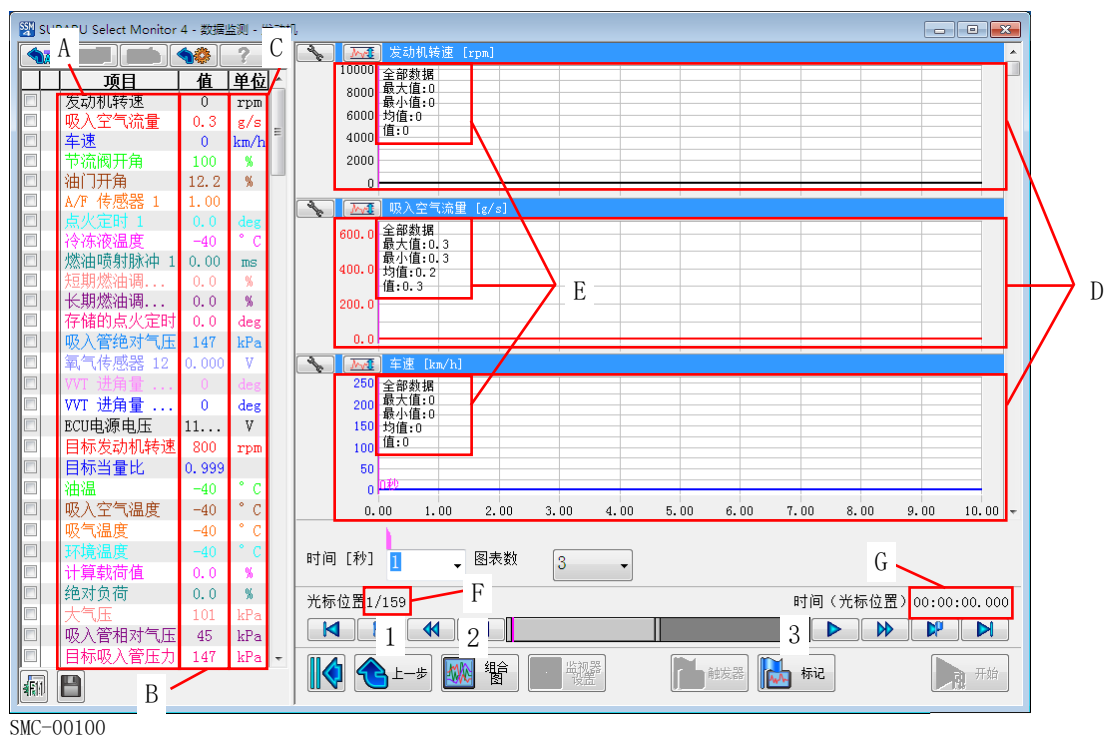 SUBARU Select Monitor 4 - 数据监测 - 发动机
A
C
项目 值 单位
发动机转速 0 rpm
吸入空气流量 0.3 g/s
车速 0 km/h
节流阀开角 100 %
油门开角 12.2 %
A/F 传感器 1 1.00
点火定时 1 0.0 deg
冷冻液温度 -40 ° C
燃油喷射脉冲 1 0.00 ms
短期燃油调... 0.0 %
长期燃油调... 0.0 %
存储的点火定时 0.0 deg
吸入管绝对气压 147 kPa
氧气传感器 12 0.000 V
VVT 进角量 ... 0 deg
VVT 进角量 ... 0 deg
ECU电源电压 11... V
目标发动机转速 800 rpm
目标当量比 0.999
油温 -40 ° C
吸入空气温度 -40 ° C
吸气温度 -40 ° C
环境温度 -40 ° C
计算载荷值 0.0 %
绝对负荷 0.0 %
大气压 101 kPa
吸入管相对气压 45 kPa
目标吸入管压力 147 kPa
B
发动机转速 [rpm]
10000
8000
6000
4000
2000
0
全部数据
最大值:0
最小值:0
均值:0
值:0
吸入空气流量 [g/s]
600.0
400.0
200.0
0.0
全部数据
最大值:0.3
最小值:0.3
均值:0.2
值:0.3
E
D
车速 [km/h]
250
200
150
100
50
0
全部数据
最大值:0
最小值:0
均值:0
值:0
0秒
0.00 1.00 2.00 3.00 4.00 5.00 6.00 7.00 8.00 9.00 10.00
时间 [秒] 1 图表数 3
G
光标位置1/159 F 时间（光标位置）00:00:00.000
1 2 3
上一步 组合图 监视器设置 触发器 标记 开始
SMC-00100